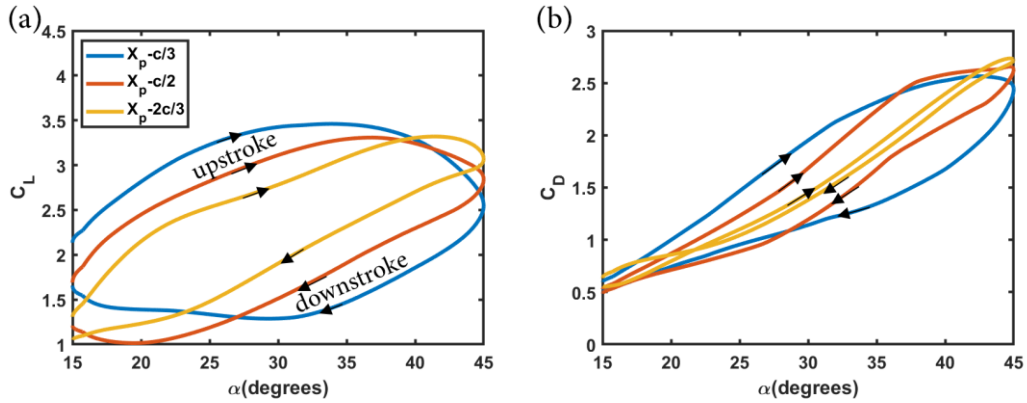 (a)
4.5
4
3.5
3
2.5
2
1.5
1
C_L
X_p-c/3
X_p-c/2
X_p-2c/3
upstroke
downstroke
15 20 25 30 35 40 45
α(degrees)
(b)
3
2.5
2
1.5
1
0.5
0
C_D
15 20 25 30 35 40 45
α(degrees)